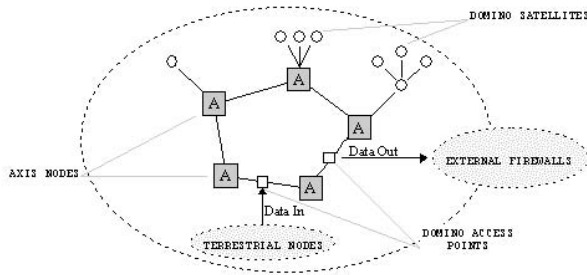 DOMINO SATELLITES
A
A
A
Data Out
EXTERNAL FIREWALLS
AXIS NODES
A
A
Data In
TERRESTRIAL NODES
DOMINO ACCESS
POINTS